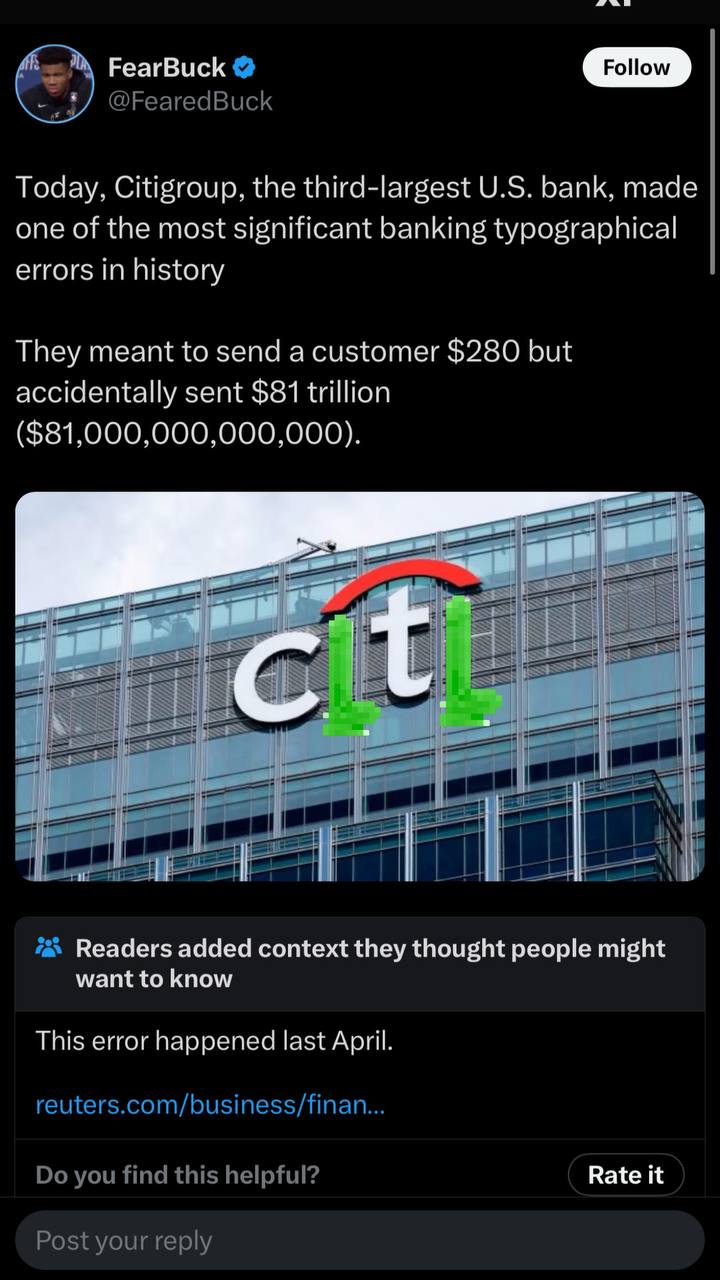 FearBuck
Follow
@FearedBuck
Today, Citigroup, the third-largest U.S. bank, made
one of the most significant banking typographical
errors in history
They meant to send a customer $280 but
accidentally sent $81 trillion
($81,000,000,000,000).
cLtL
Readers added context they thought people might
want to know
This error happened last April.
reuters.com/business/finan...
Do you find this helpful?
Rate it
Post your reply